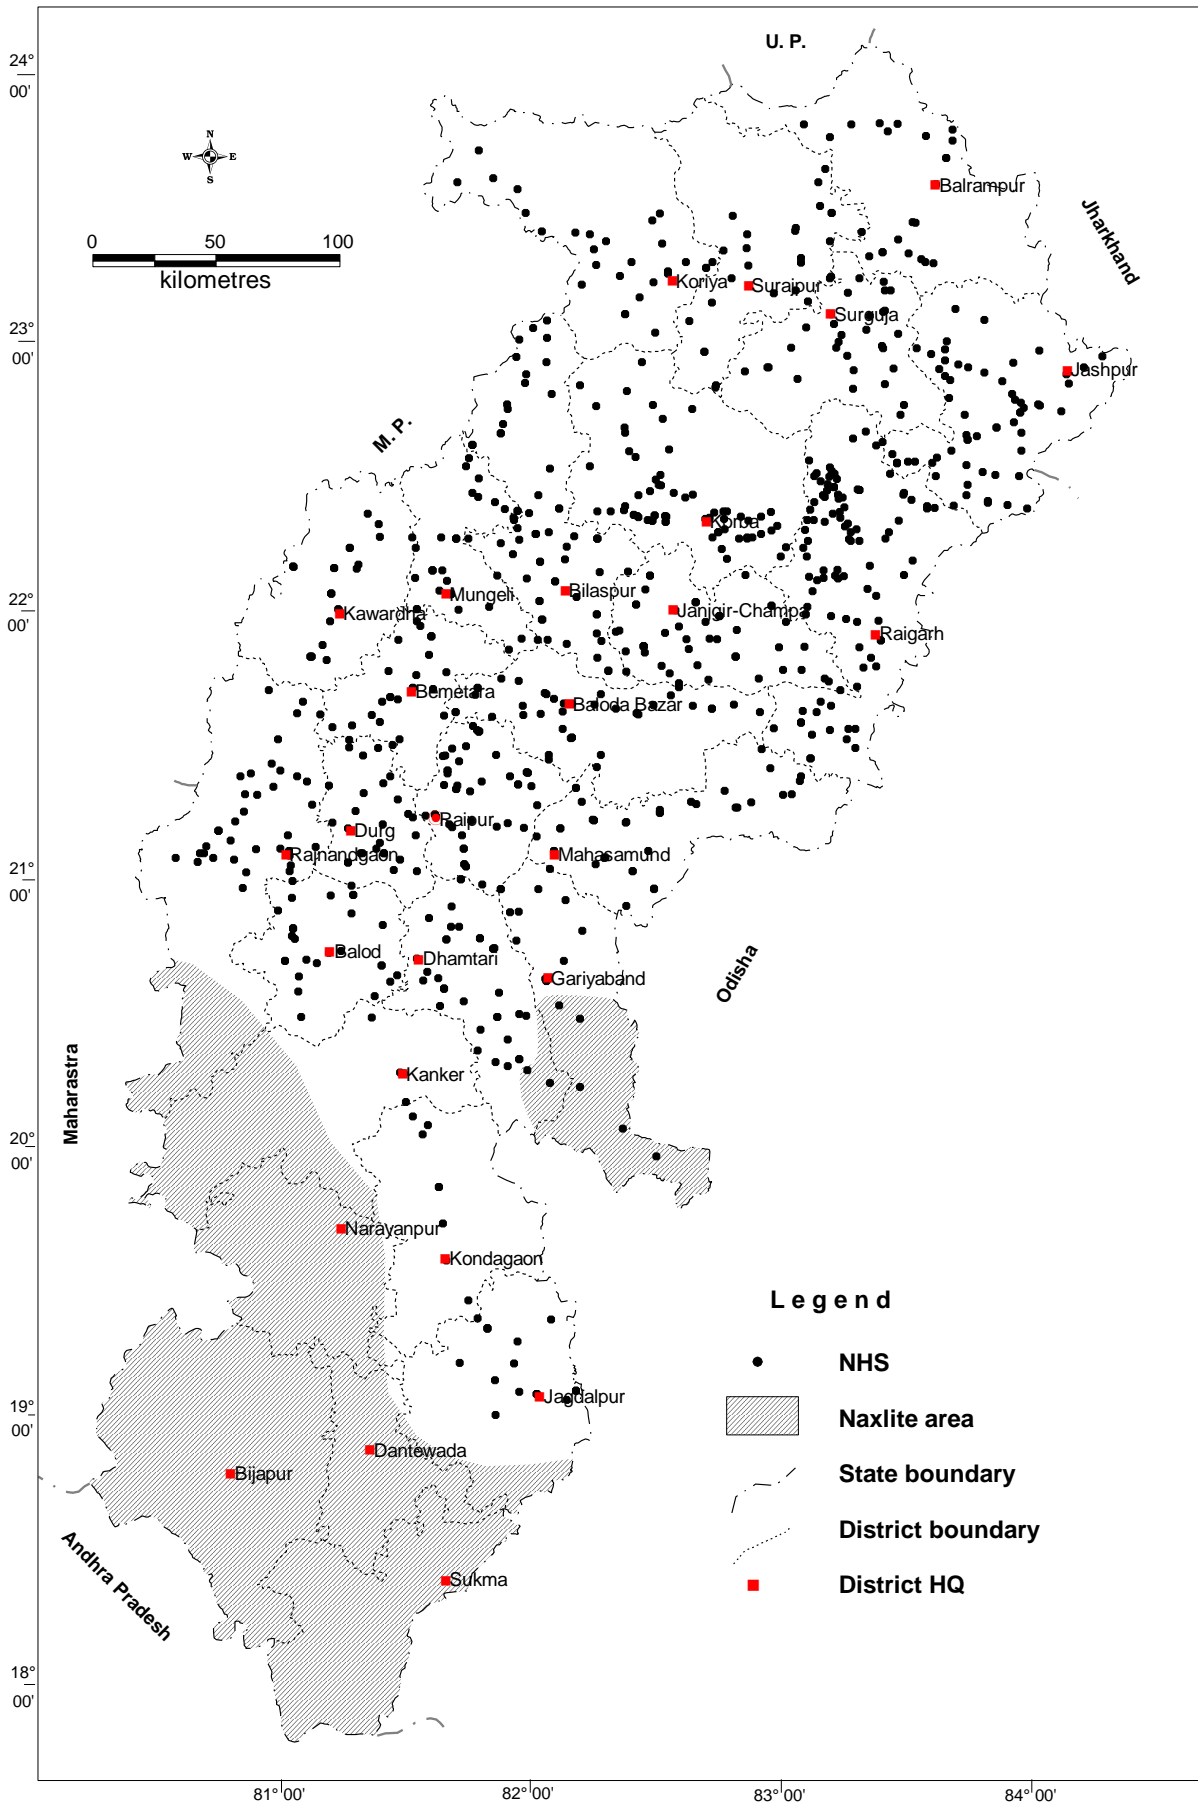 U. P.
24°
00'
N
W E
S
Balrampur
Jharkhand
0 50 100
kilometres
Koriya
Surajpur
Surguja
23°
00'
Jashpur
M. P.
Korba
Mungeli
Bilaspur
22°
00'
Kawardha
Janjgir-Champa
Raigarh
Bemetara
Baloda Bazar
Raipur
Durg
Rajnandgaon
Mahasamund
21°
00'
Balod
Dhamtari
Odisha
Gariyaband
Maharastra
Kanker
20°
00'
Narayanpur
Kondagaon
Legend
NHS
Jagdalpur
19°
00'
Naxlite area
Dantewada
Bijapur
State boundary
Andhra Pradesh
District boundary
Sukma
District HQ
18°
00'
81°00' 82°00' 83°00' 84°00'